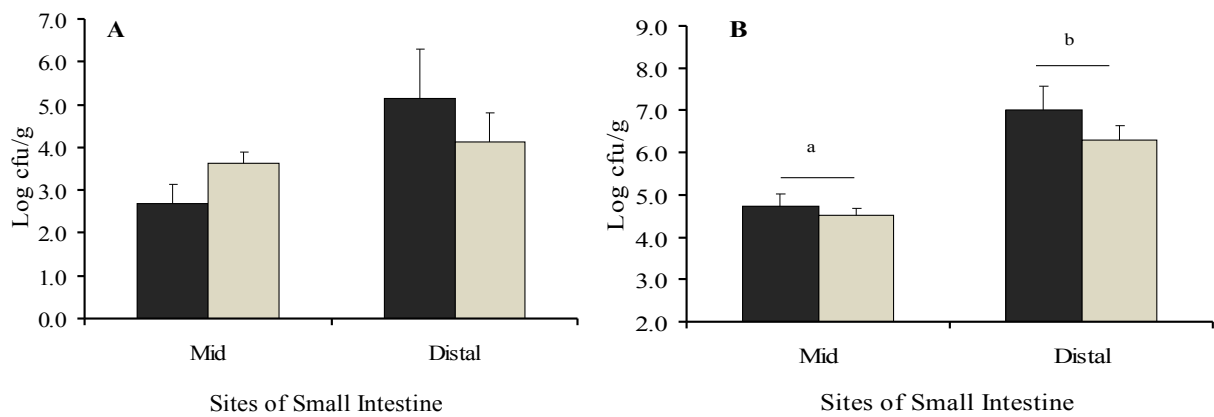 A
7.0
6.0
5.0
4.0
3.0
2.0
1.0
0.0
Log cfu/g
Mid Distal
Sites of Small Intestine
B
9.0
8.0
7.0
6.0
5.0
4.0
3.0
2.0
Log cfu/g
a
b
Mid Distal
Sites of Small Intestine